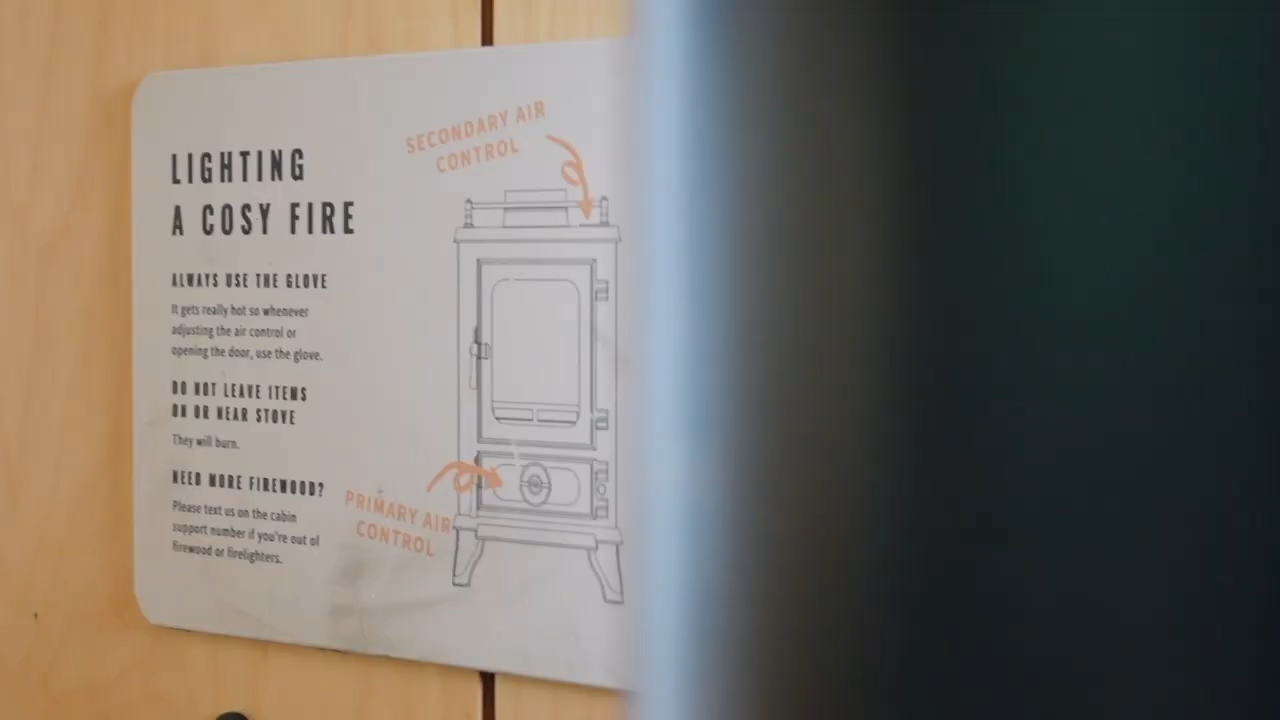 LIGHTING
A COSY FIRE
ALWAYS USE THE GLOVE
It gets really hot so whenever
adjusting the air control or
opening the door, use the glove.
DO NOT LEAVE ITEMS
ON OR NEAR STOVE
They will burn.
NEED MORE FIREWOOD?
Please text us on the cabin
support number if you're out of
firewood or firelighters.
SECONDARY AIR
CONTROL
PRIMARY AIR
CONTROL